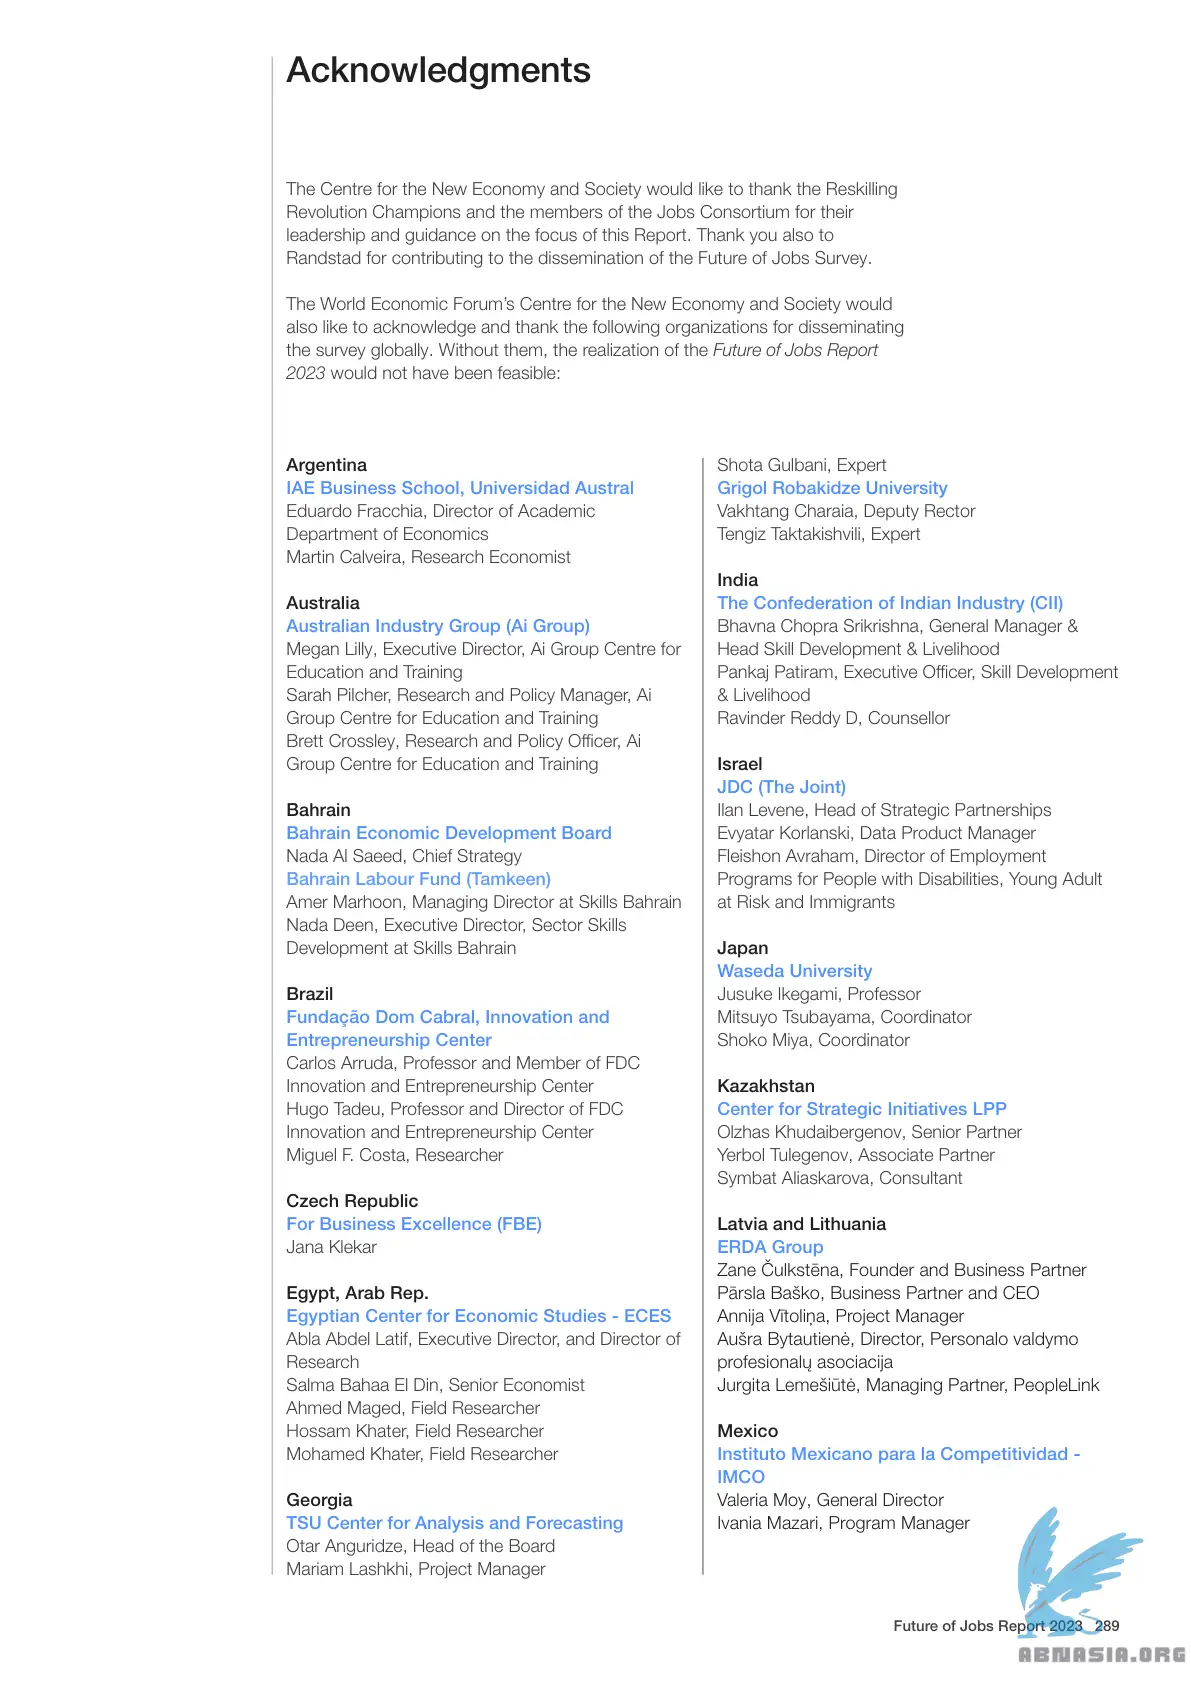 Acknowledgments
The Centre for the New Economy and Society would like to thank the Reskilling
Revolution Champions and the members of the Jobs Consortium for their
leadership and guidance on the focus of this Report. Thank you also to
Randstad for contributing to the dissemination of the Future of Jobs Survey.
The World Economic Forum’s Centre for the New Economy and Society would
also like to acknowledge and thank the following organizations for disseminating
the survey globally. Without them, the realization of the Future of Jobs Report
2023 would not have been feasible:
Argentina
IAE Business School, Universidad Austral
Eduardo Fracchia, Director of Academic
Department of Economics
Martin Calveira, Research Economist
Australia
Australian Industry Group (Ai Group)
Megan Lilly, Executive Director, Ai Group Centre for
Education and Training
Sarah Pilcher, Research and Policy Manager, Ai
Group Centre for Education and Training
Brett Crossley, Research and Policy Officer, Ai
Group Centre for Education and Training
Bahrain
Bahrain Economic Development Board
Nada Al Saeed, Chief Strategy
Bahrain Labour Fund (Tamkeen)
Amer Marhoon, Managing Director at Skills Bahrain
Nada Deen, Executive Director, Sector Skills
Development at Skills Bahrain
Brazil
Fundação Dom Cabral, Innovation and
Entrepreneurship Center
Carlos Arruda, Professor and Member of FDC
Innovation and Entrepreneurship Center
Hugo Tadeu, Professor and Director of FDC
Innovation and Entrepreneurship Center
Miguel F. Costa, Researcher
Czech Republic
For Business Excellence (FBE)
Jana Klekar
Egypt, Arab Rep.
Egyptian Center for Economic Studies - ECES
Abla Abdel Latif, Executive Director, and Director of
Research
Salma Bahaa El Din, Senior Economist
Ahmed Maged, Field Researcher
Hossam Khater, Field Researcher
Mohamed Khater, Field Researcher
Georgia
TSU Center for Analysis and Forecasting
Otar Anguridze, Head of the Board
Mariam Lashkhi, Project Manager
Shota Gulbani, Expert
Grigol Robakidze University
Vakhtang Charaia, Deputy Rector
Tengiz Taktakishvili, Expert
India
The Confederation of Indian Industry (CII)
Bhavna Chopra Srikrishna, General Manager &
Head Skill Development & Livelihood
Pankaj Patiram, Executive Officer, Skill Development
& Livelihood
Ravinder Reddy D, Counsellor
Israel
JDC (The Joint)
Ilan Levene, Head of Strategic Partnerships
Evyatar Korlanski, Data Product Manager
Fleishon Avraham, Director of Employment
Programs for People with Disabilities, Young Adult
at Risk and Immigrants
Japan
Waseda University
Jusuke Ikegami, Professor
Mitsuyo Tsubayama, Coordinator
Shoko Miya, Coordinator
Kazakhstan
Center for Strategic Initiatives LPP
Olzhas Khudaibergenov, Senior Partner
Yerbol Tulegenov, Associate Partner
Symbat Aliaskarova, Consultant
Latvia and Lithuania
ERDA Group
Zane Čulkstēna, Founder and Business Partner
Pārsla Baško, Business Partner and CEO
Annija Vītoliņa, Project Manager
Aušra Bytautienė, Director, Personalo valdymo
profesionalų asociacija
Jurgita Lemešiūtė, Managing Partner, PeopleLink
Mexico
Instituto Mexicano para la Competitividad -
IMCO
Valeria Moy, General Director
Ivania Mazari, Program Manager
Future of Jobs Report 2023 289
ABNASIA.ORG